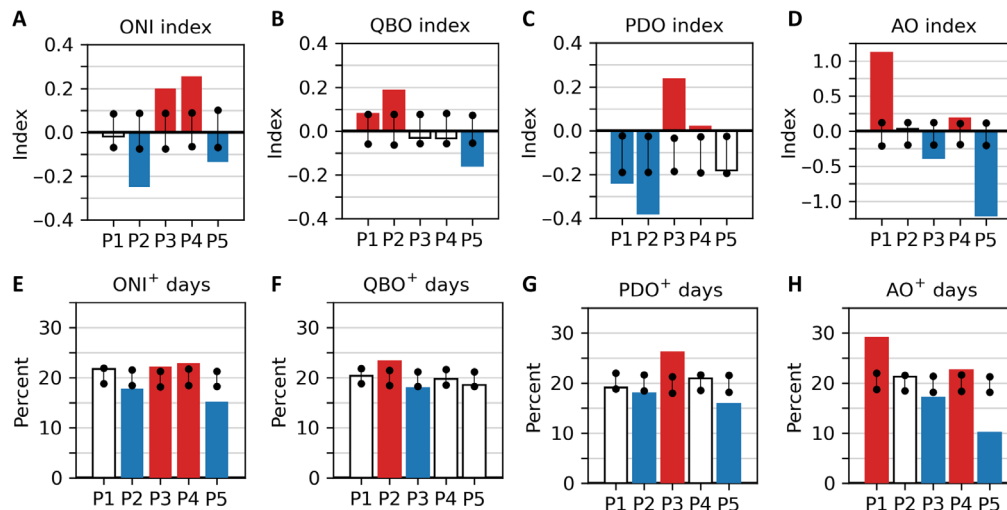 A
ONI index
Index
0.4
0.2
0.0
−0.2
−0.4
P1 P2 P3 P4 P5
B
QBO index
Index
0.4
0.2
0.0
−0.2
−0.4
P1 P2 P3 P4 P5
C
PDO index
Index
0.4
0.2
0.0
−0.2
−0.4
P1 P2 P3 P4 P5
D
AO index
Index
1.0
0.5
0.0
−0.5
−1.0
P1 P2 P3 P4 P5
E
ONI⁺ days
Percent
30
20
10
0
P1 P2 P3 P4 P5
F
QBO⁺ days
Percent
30
20
10
0
P1 P2 P3 P4 P5
G
PDO⁺ days
Percent
30
20
10
0
P1 P2 P3 P4 P5
H
AO⁺ days
Percent
30
20
10
0
P1 P2 P3 P4 P5